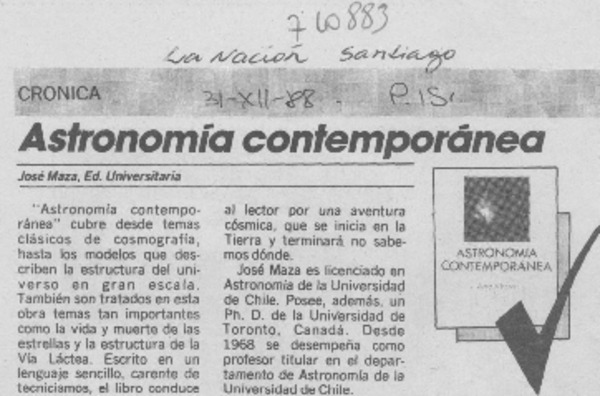 760883
La Nación Santiago
CRONICA
31-XII-88. P.15.
Astronomía contemporánea
José Maza, Ed. Universitaria
"Astronomía contempo-
ránea" cubre desde temas
clásicos de cosmografía,
hasta los modelos que des-
criben la estructura del uni-
verso en gran escala.
También son tratados en esta
obra temas tan importantes
como la vida y muerte de las
estrellas y la estructura de la
Vía Láctea. Escrito en un
lenguaje sencillo, carente de
tecnicismos, el libro conduce
al lector por una aventura
cósmica, que se inicia en la
Tierra y terminará no sabe-
mos dónde.
José Maza es licenciado en
Astronomía de la Universidad
de Chile. Posee, además, un
Ph. D. de la Universidad de
Toronto, Canadá. Desde
1968 se desempeña como
profesor titular en el depar-
tamento de Astronomía de la
Universidad de Chile.
ASTRONOMIA
CONTEMPORANEA